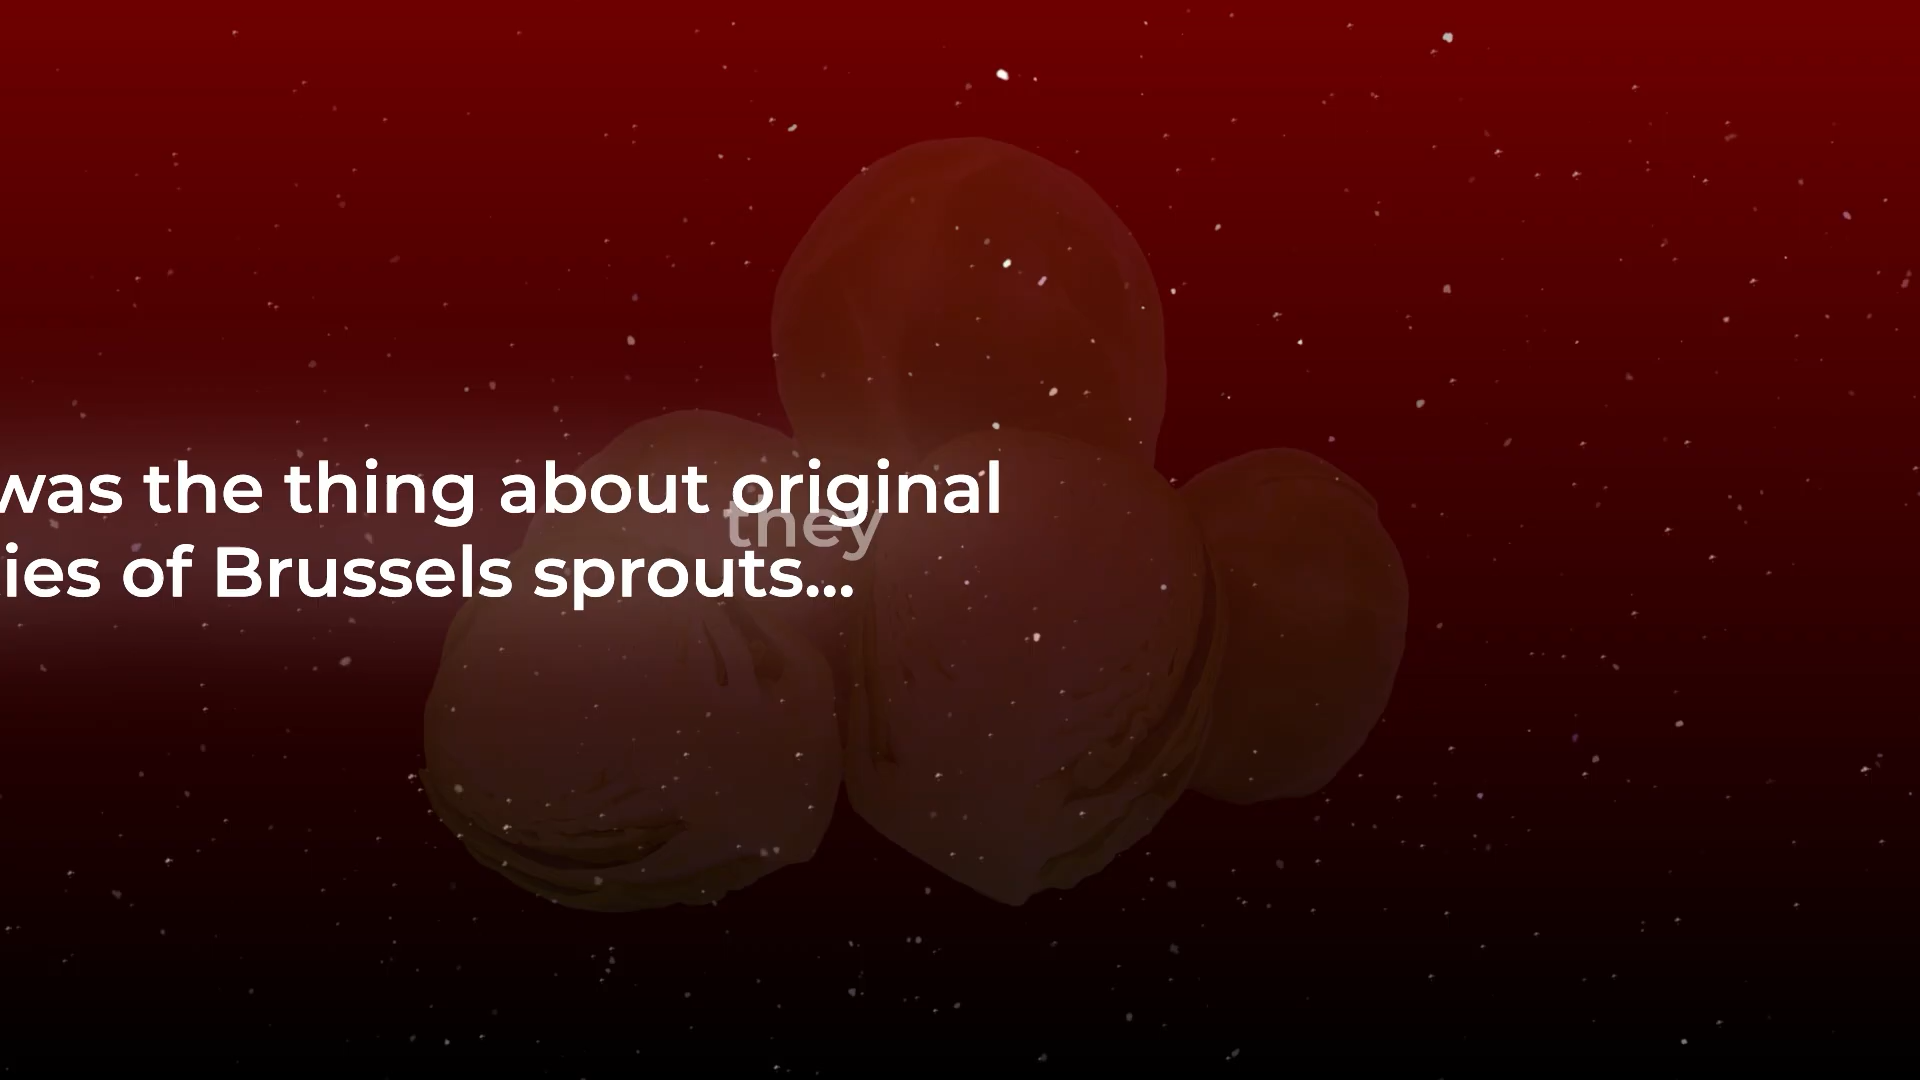 was the thing about original
they
ies of Brussels sprouts...